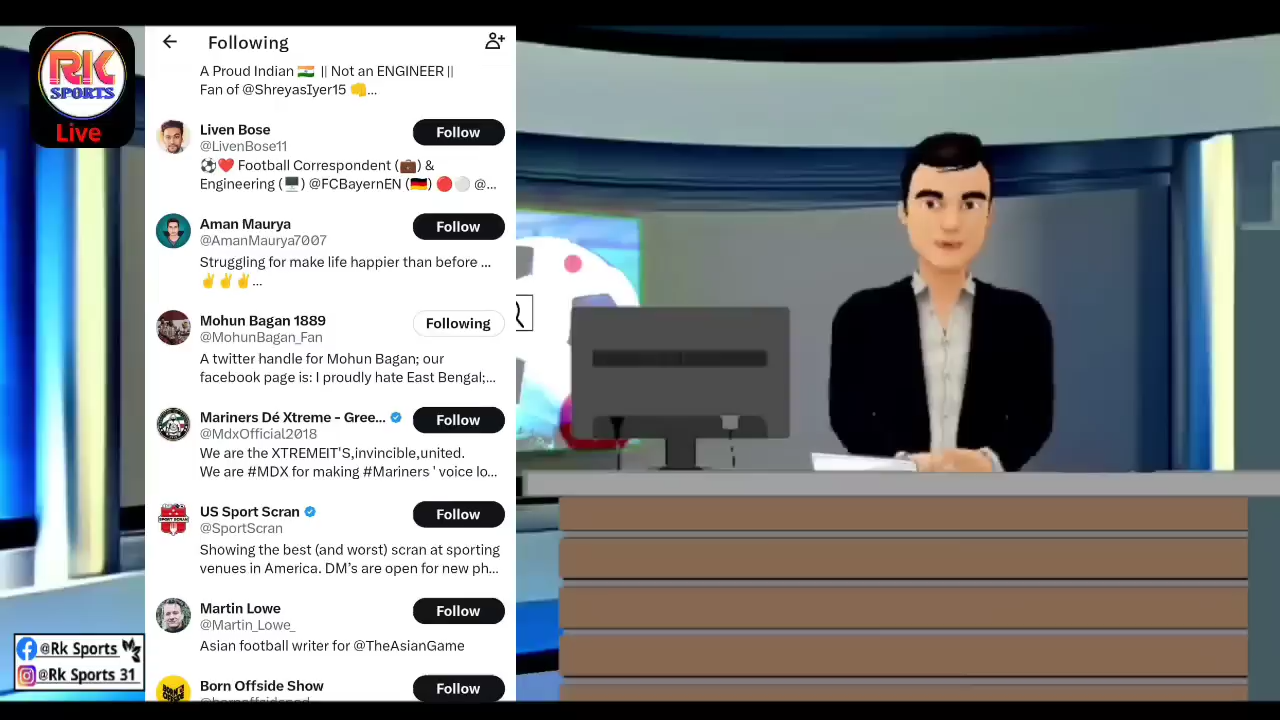 RK
SPORTS
Live
Following
A Proud Indian 🇮🇳 || Not an ENGINEER ||
Fan of @ShreyasIyer15 👊...
Liven Bose
@LivenBose11
Follow
⚽❤️ Football Correspondent (💼) &
Engineering (🖥️) @FCBayernEN (🇩🇪) 🔴⚪ @...
Aman Maurya
@AmanMaurya7007
Follow
Struggling for make life happier than before ...
✌️✌️✌️...
Mohun Bagan 1889
@MohunBagan_Fan
Following
A twitter handle for Mohun Bagan; our
facebook page is: I proudly hate East Bengal;...
Mariners Dé Xtreme - Gree...
@MdxOfficial2018
Follow
We are the XTREMEIT'S,invincible,united.
We are #MDX for making #Mariners ' voice lo...
US Sport Scran
@SportScran
Follow
Showing the best (and worst) scran at sporting
venues in America. DM’s are open for new ph...
Martin Lowe
@Martin_Lowe_
Follow
Asian football writer for @TheAsianGame
Born Offside Show
Follow
@Rk Sports
@Rk Sports 31